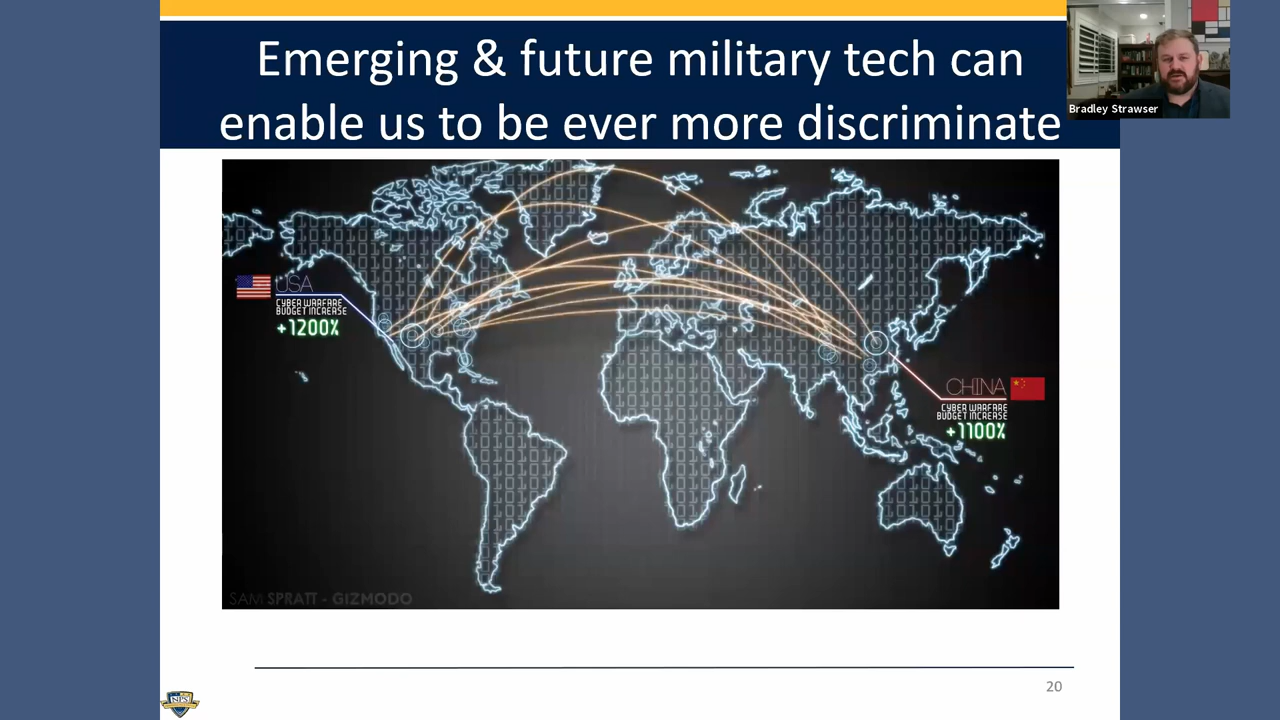 Emerging & future military tech can
enable us to be ever more discriminate
Bradley Strawser
USA
CYBER WARFARE
BUDGET INCREASE
+1200%
CHINA
CYBER WARFARE
BUDGET INCREASE
+1100%
SAM SPRATT - GIZMODO
20
NPS